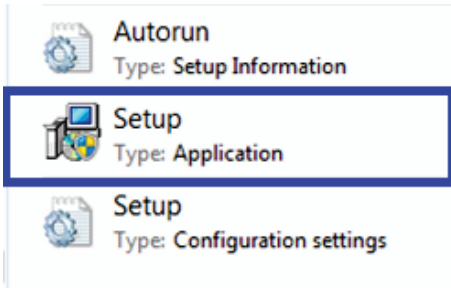 Autorun
Type: Setup Information
Setup
Type: Application
Setup
Type: Configuration settings